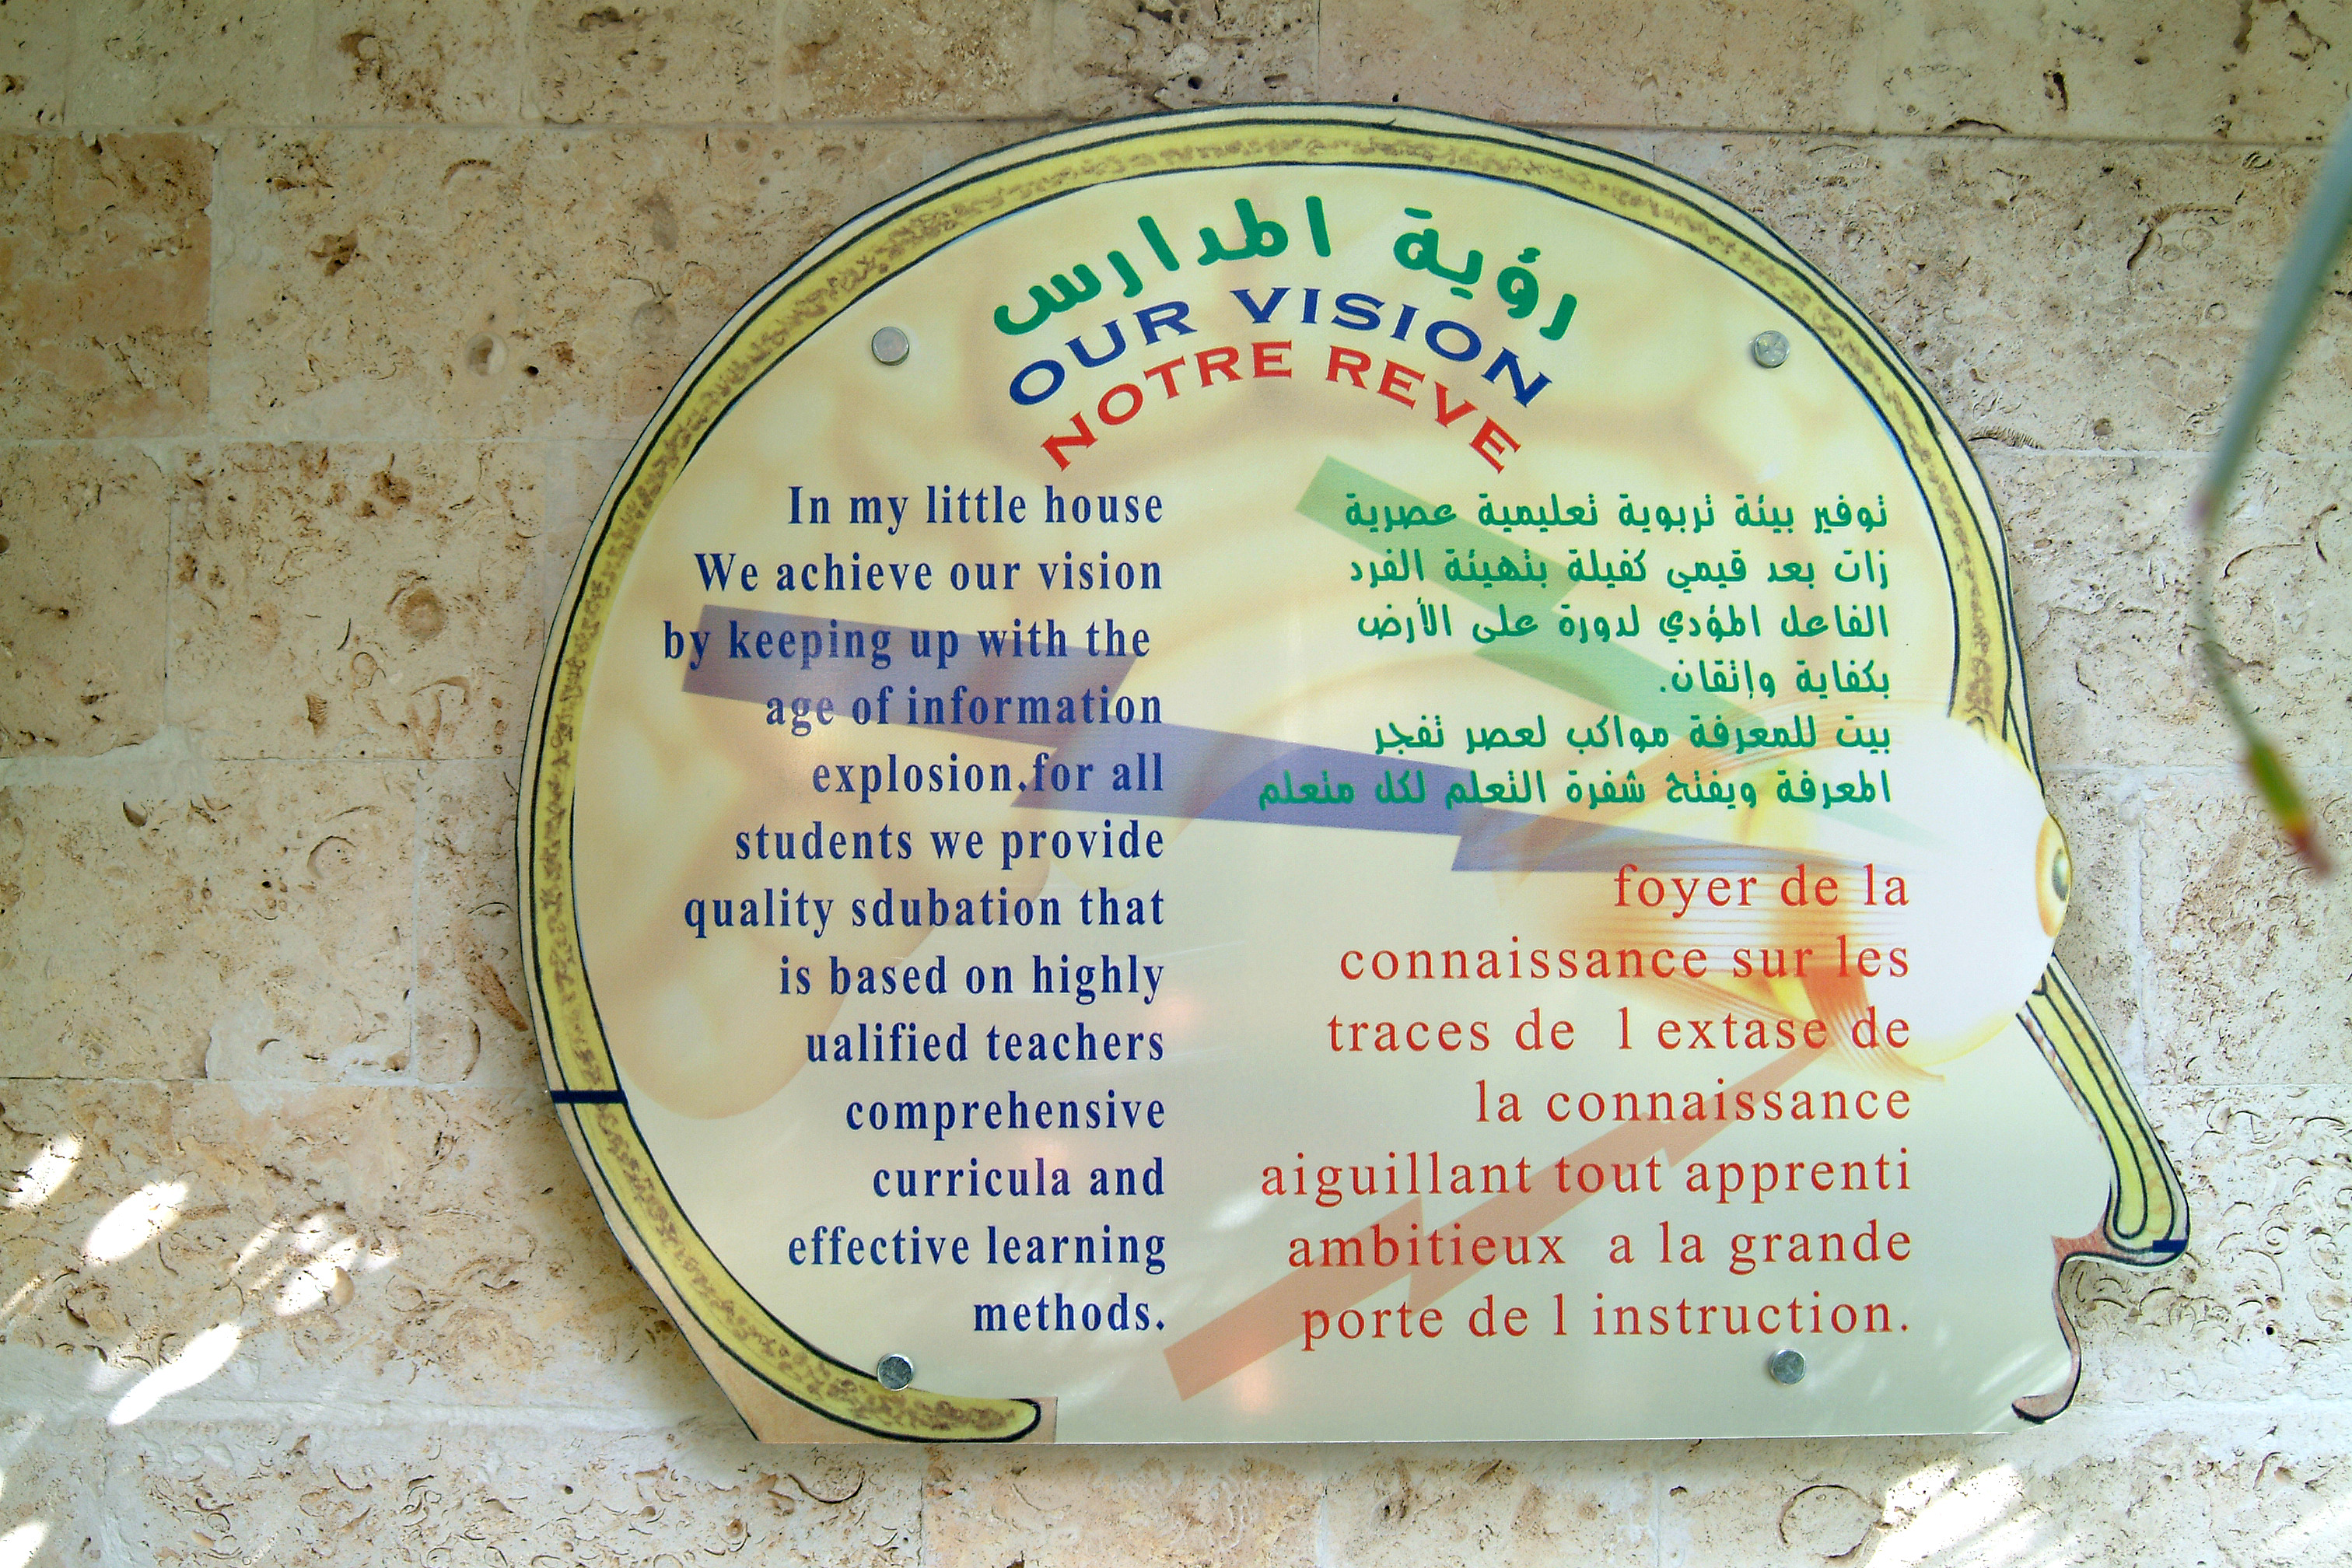 رؤية المدارس
OUR VISION
NOTRE REVE
In my little house
We achieve our vision
by keeping up with the
age of information
explosion.for all
students we provide
quality sdubation that
is based on highly
ualified teachers
comprehensive
curricula and
effective learning
methods.
توفير بيئة تربوية تعليمية عصرية
زات بعد قيمي كفيلة بتهيئة الفرد
الفاعل المؤدي لدورة على الأرض
بكفاية وإتقان.
بيت للمعرفة مواكب لعصر تفجر
المعرفة ويفتح شفرة التعلم لكل متعلم
foyer de la
connaissance sur les
traces de l extase de
la connaissance
aiguillant tout apprenti
ambitieux a la grande
porte de l instruction.